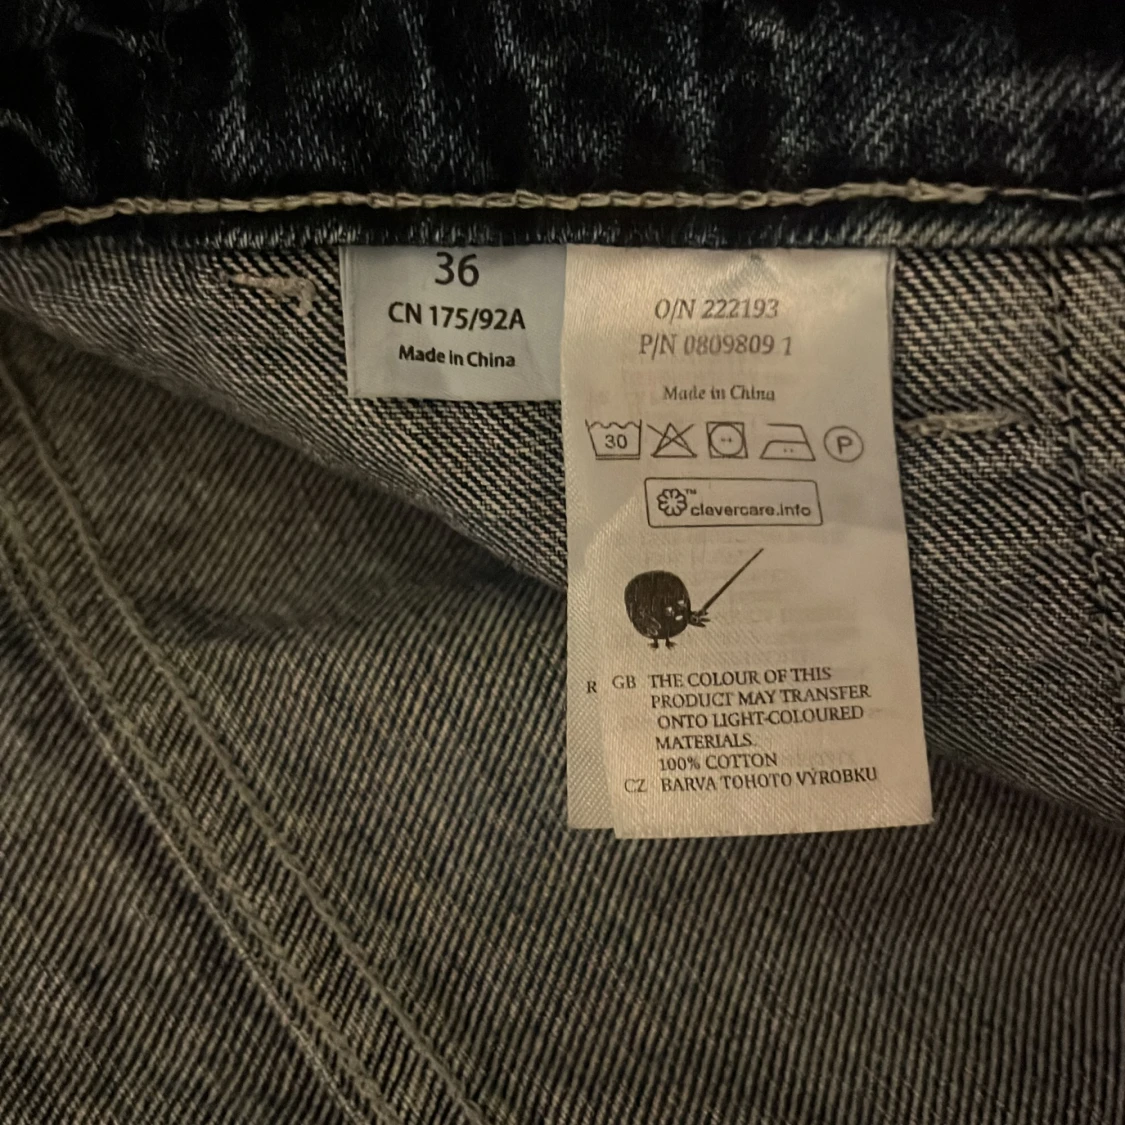 36
CN 175/92A
Made in China
O/N 222193
P/N 0809809 1
Made in China
30
P
™
clevercare.info
R
GB THE COLOUR OF THIS
PRODUCT MAY TRANSFER
ONTO LIGHT-COLOURED
MATERIALS.
100% COTTON
CZ BARVA TOHOTO VÝROBKU